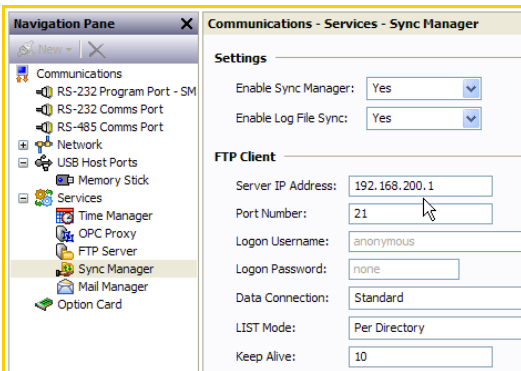 Navigation Pane
New
Communications
RS-232 Program Port - SM
RS-232 Comms Port
RS-485 Comms Port
Network
USB Host Ports
Memory Stick
Services
Time Manager
OPC Proxy
FTP Server
Sync Manager
Mail Manager
Option Card
Communications - Services - Sync Manager
Settings
Enable Sync Manager: Yes
Enable Log File Sync: Yes
FTP Client
Server IP Address: 192.168.200.1
Port Number: 21
Logon Username: anonymous
Logon Password: none
Data Connection: Standard
LIST Mode: Per Directory
Keep Alive: 10